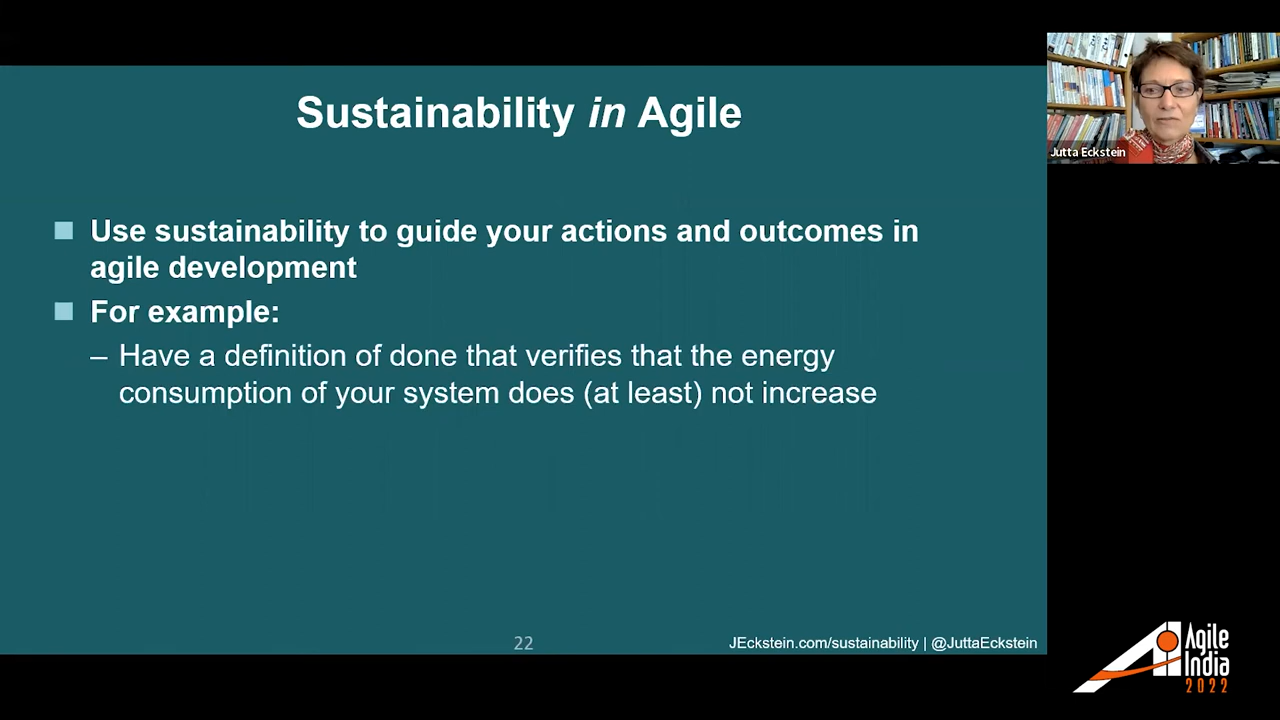 Sustainability in Agile
Use sustainability to guide your actions and outcomes in
agile development
For example:
– Have a definition of done that verifies that the energy
consumption of your system does (at least) not increase
22
JEckstein.com/sustainability | @JuttaEckstein
Jutta Eckstein
Agile
India
2022